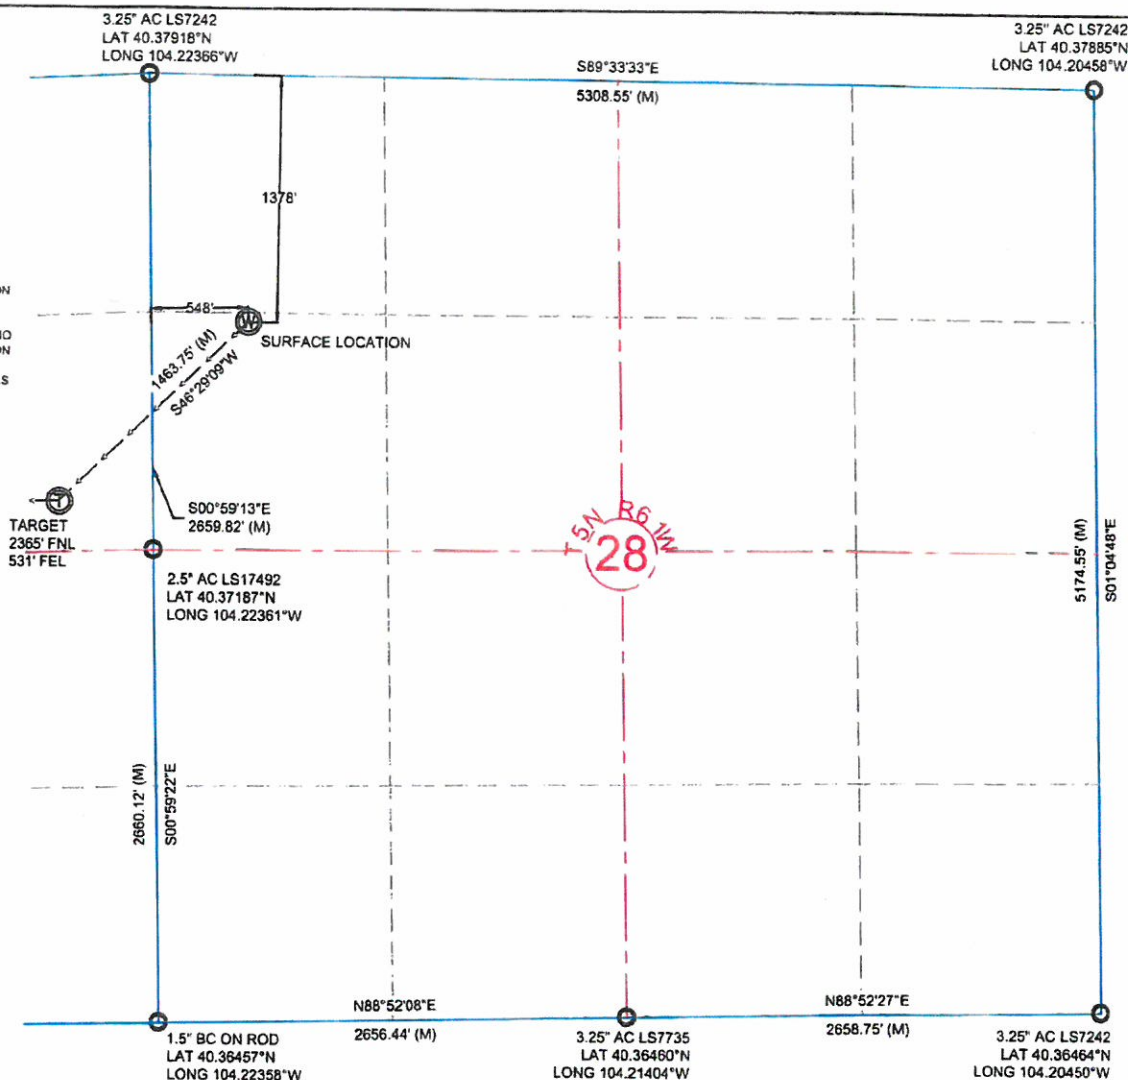 3.25" AC LS7242
LAT 40.37918°N
LONG 104.22366°W
3.25" AC LS7242
LAT 40.37885°N
LONG 104.20458°W
S89°33'33"E
5308.55' (M)
1378'
548'
W
SURFACE LOCATION
1463.75' (M)
S46°29'09"W
ON
ON
S
S00°59'13"E
2659.82' (M)
T
TARGET
2365' FNL
531' FEL
T 5N R6 1W
28
2.5" AC LS17492
LAT 40.37187°N
LONG 104.22361°W
5174.55' (M)
S01°04'48"E
2660.12' (M)
S00°59'22"E
N88°52'08"E
2656.44' (M)
N88°52'27"E
2658.75' (M)
1.5" BC ON ROD
LAT 40.36457°N
LONG 104.22358°W
3.25" AC LS7735
LAT 40.36460°N
LONG 104.21404°W
3.25" AC LS7242
LAT 40.36464°N
LONG 104.20450°W